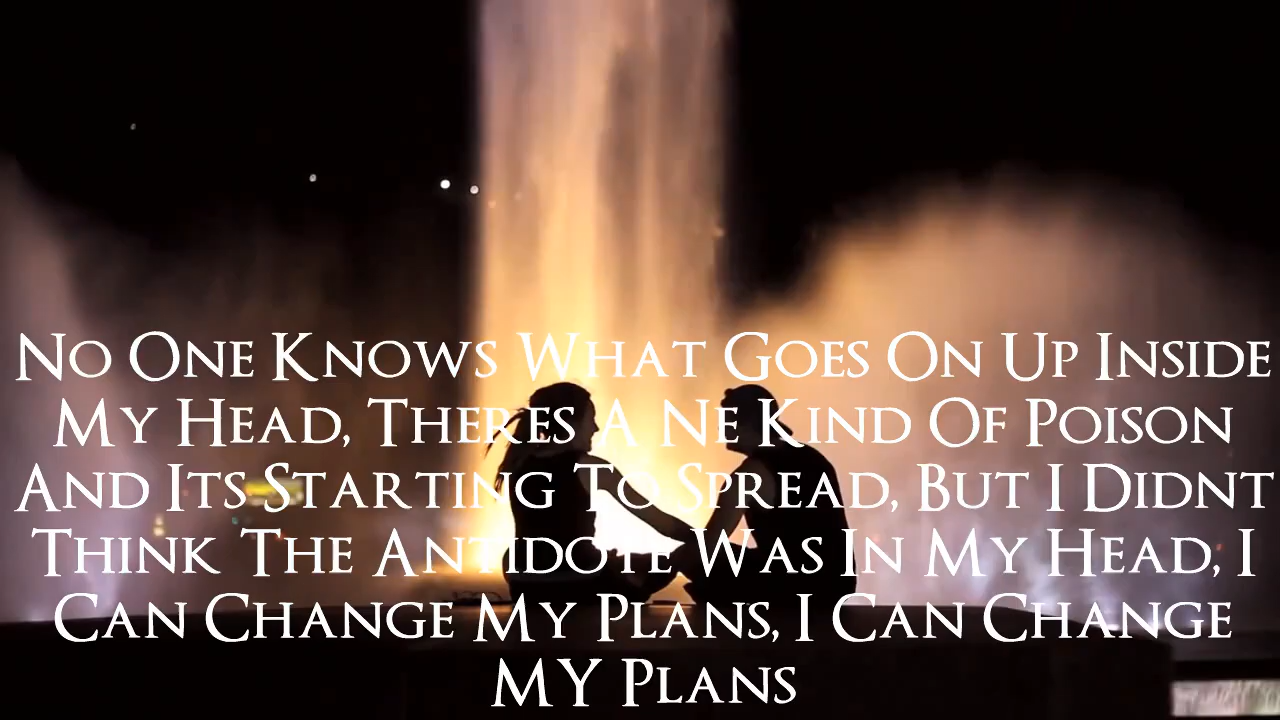 No One Knows What Goes On Up Inside
My Head, Theres A Ne Kind Of Poison
And Its Starting To Spread, But I Didnt
Think The Antidote Was In My Head, I
Can Change My Plans, I Can Change
MY Plans